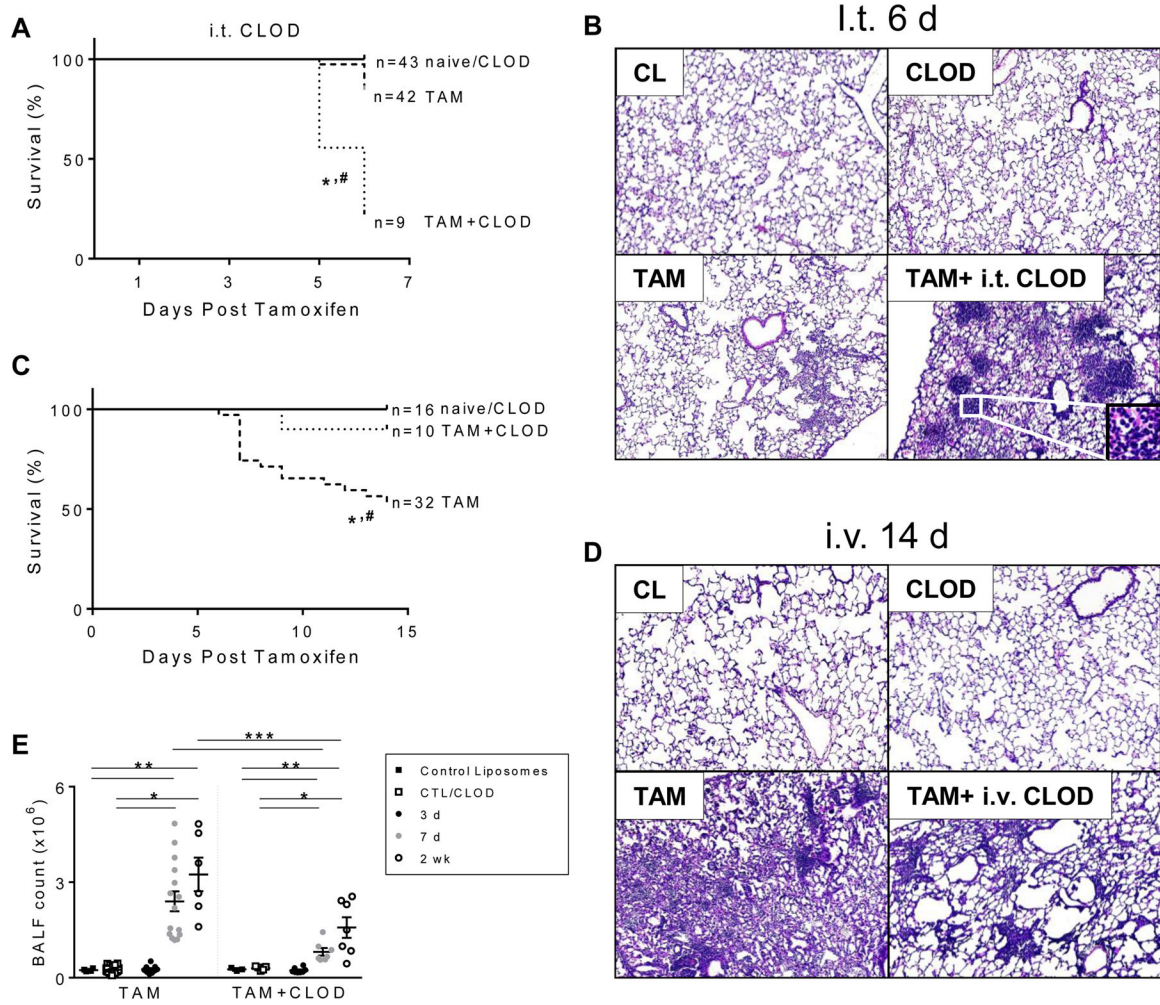 A
i.t. CLOD
100
50
0
Survival (%)
n=43 naive/CLOD
n=42 TAM
*,#
n=9 TAM+CLOD
1 3 5 7
Days Post Tamoxifen
B
I.t. 6 d
CL
CLOD
TAM
TAM+ i.t. CLOD
C
100
50
0
Survival (%)
n=16 naive/CLOD
n=10 TAM+CLOD
n=32 TAM
*,#
0 5 10 15
Days Post Tamoxifen
D
i.v. 14 d
CL
CLOD
TAM
TAM+ i.v. CLOD
E
***
** **
* *
6
3
0
BALF count (x10⁶)
TAM TAM+CLOD
Control Liposomes
CTL/CLOD
3 d
7 d
2 wk